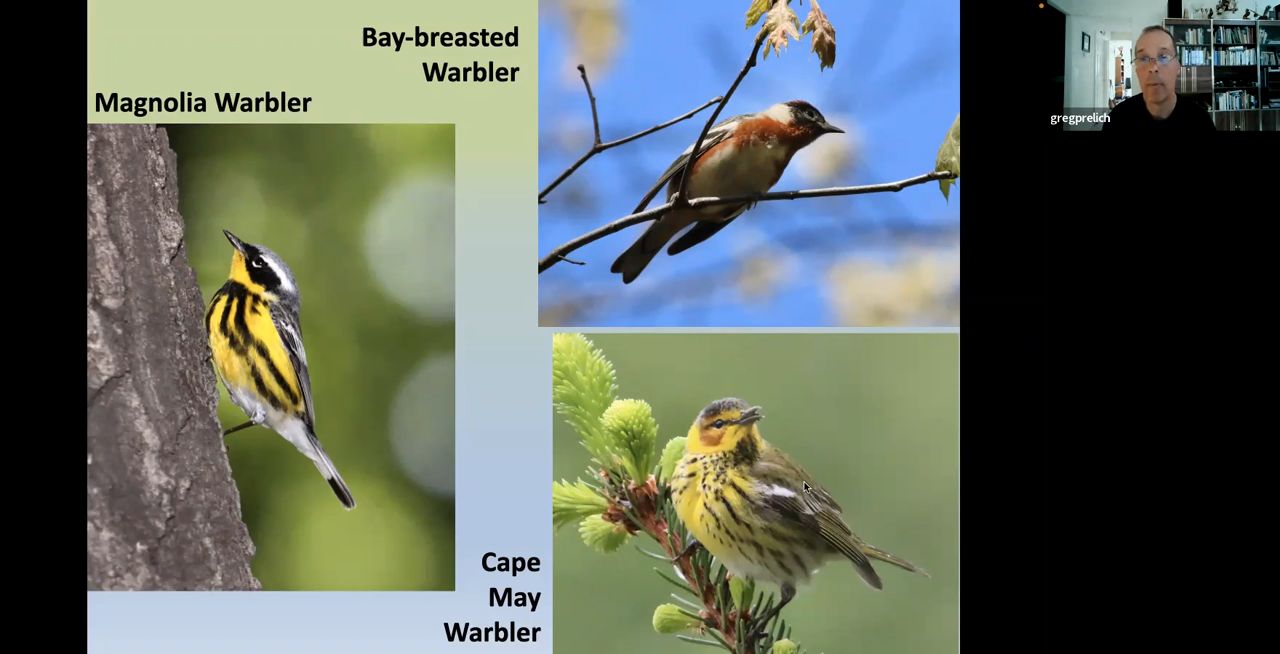 Bay-breasted
Warbler
Magnolia Warbler
gregprelich
Cape
May
Warbler